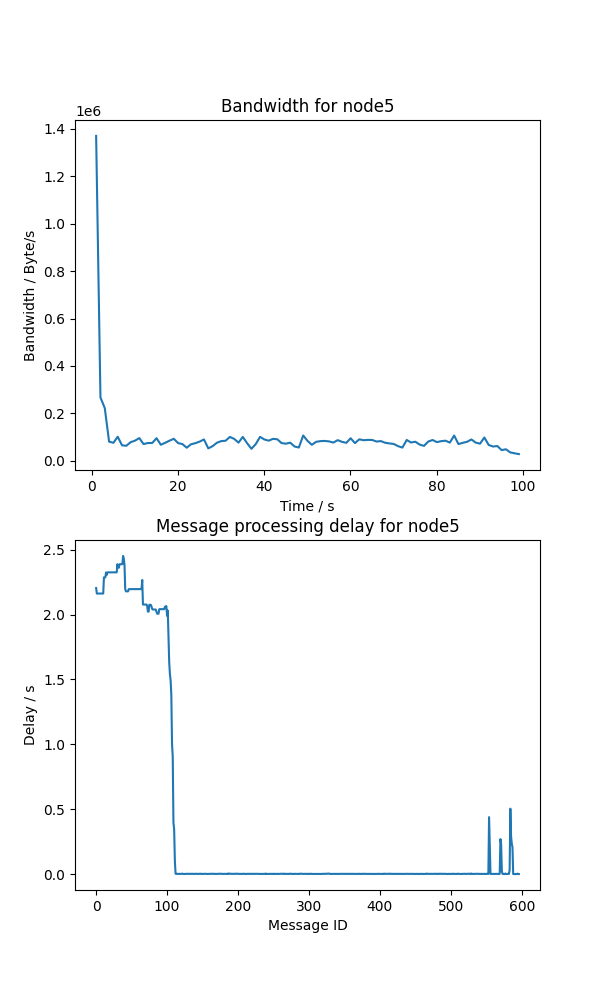 Bandwidth for node5
1e6
1.4
1.2
1.0
0.8
0.6
0.4
0.2
0.0
Bandwidth / Byte/s
0 20 40 60 80 100
Time / s
Message processing delay for node5
2.5
2.0
1.5
1.0
0.5
0.0
Delay / s
0 100 200 300 400 500 600
Message ID